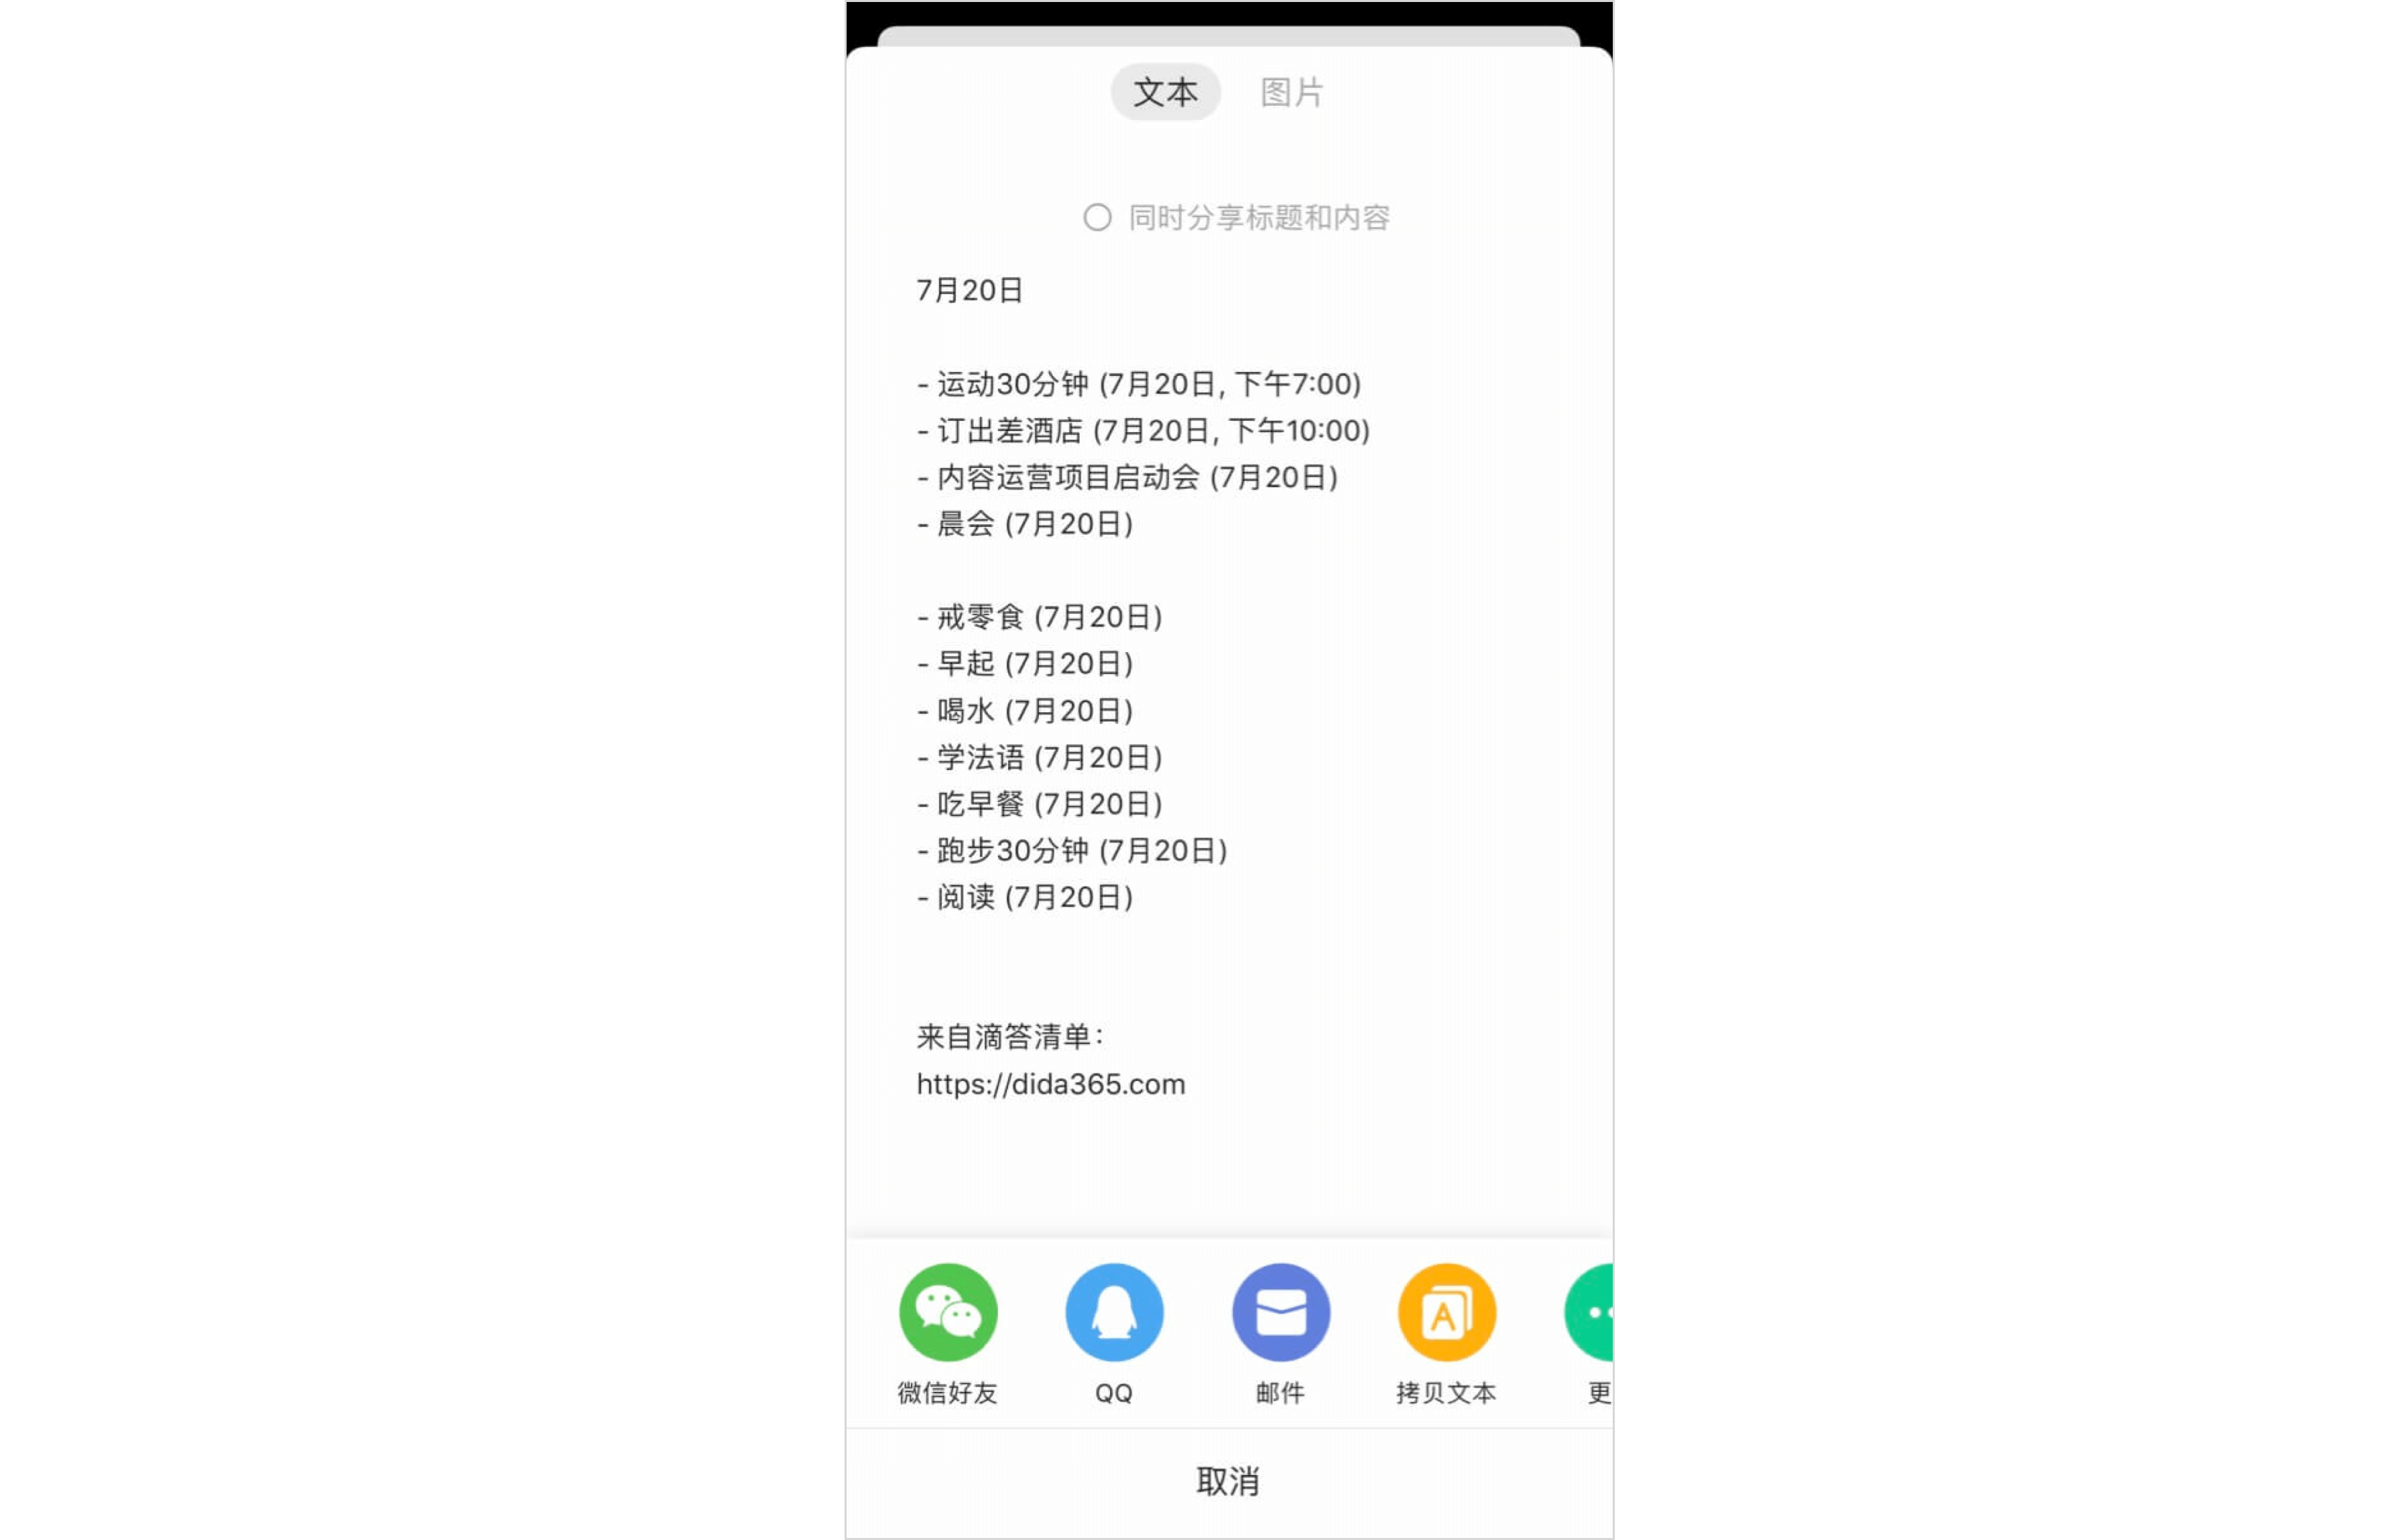 文本 图片
同时分享标题和内容
7月20日
- 运动30分钟 (7月20日, 下午7:00)
- 订出差酒店 (7月20日, 下午10:00)
- 内容运营项目启动会 (7月20日)
- 晨会 (7月20日)
- 戒零食 (7月20日)
- 早起 (7月20日)
- 喝水 (7月20日)
- 学法语 (7月20日)
- 吃早餐 (7月20日)
- 跑步30分钟 (7月20日)
- 阅读 (7月20日)
来自滴答清单：
https://dida365.com
A
微信好友 QQ 邮件 拷贝文本 更
取消